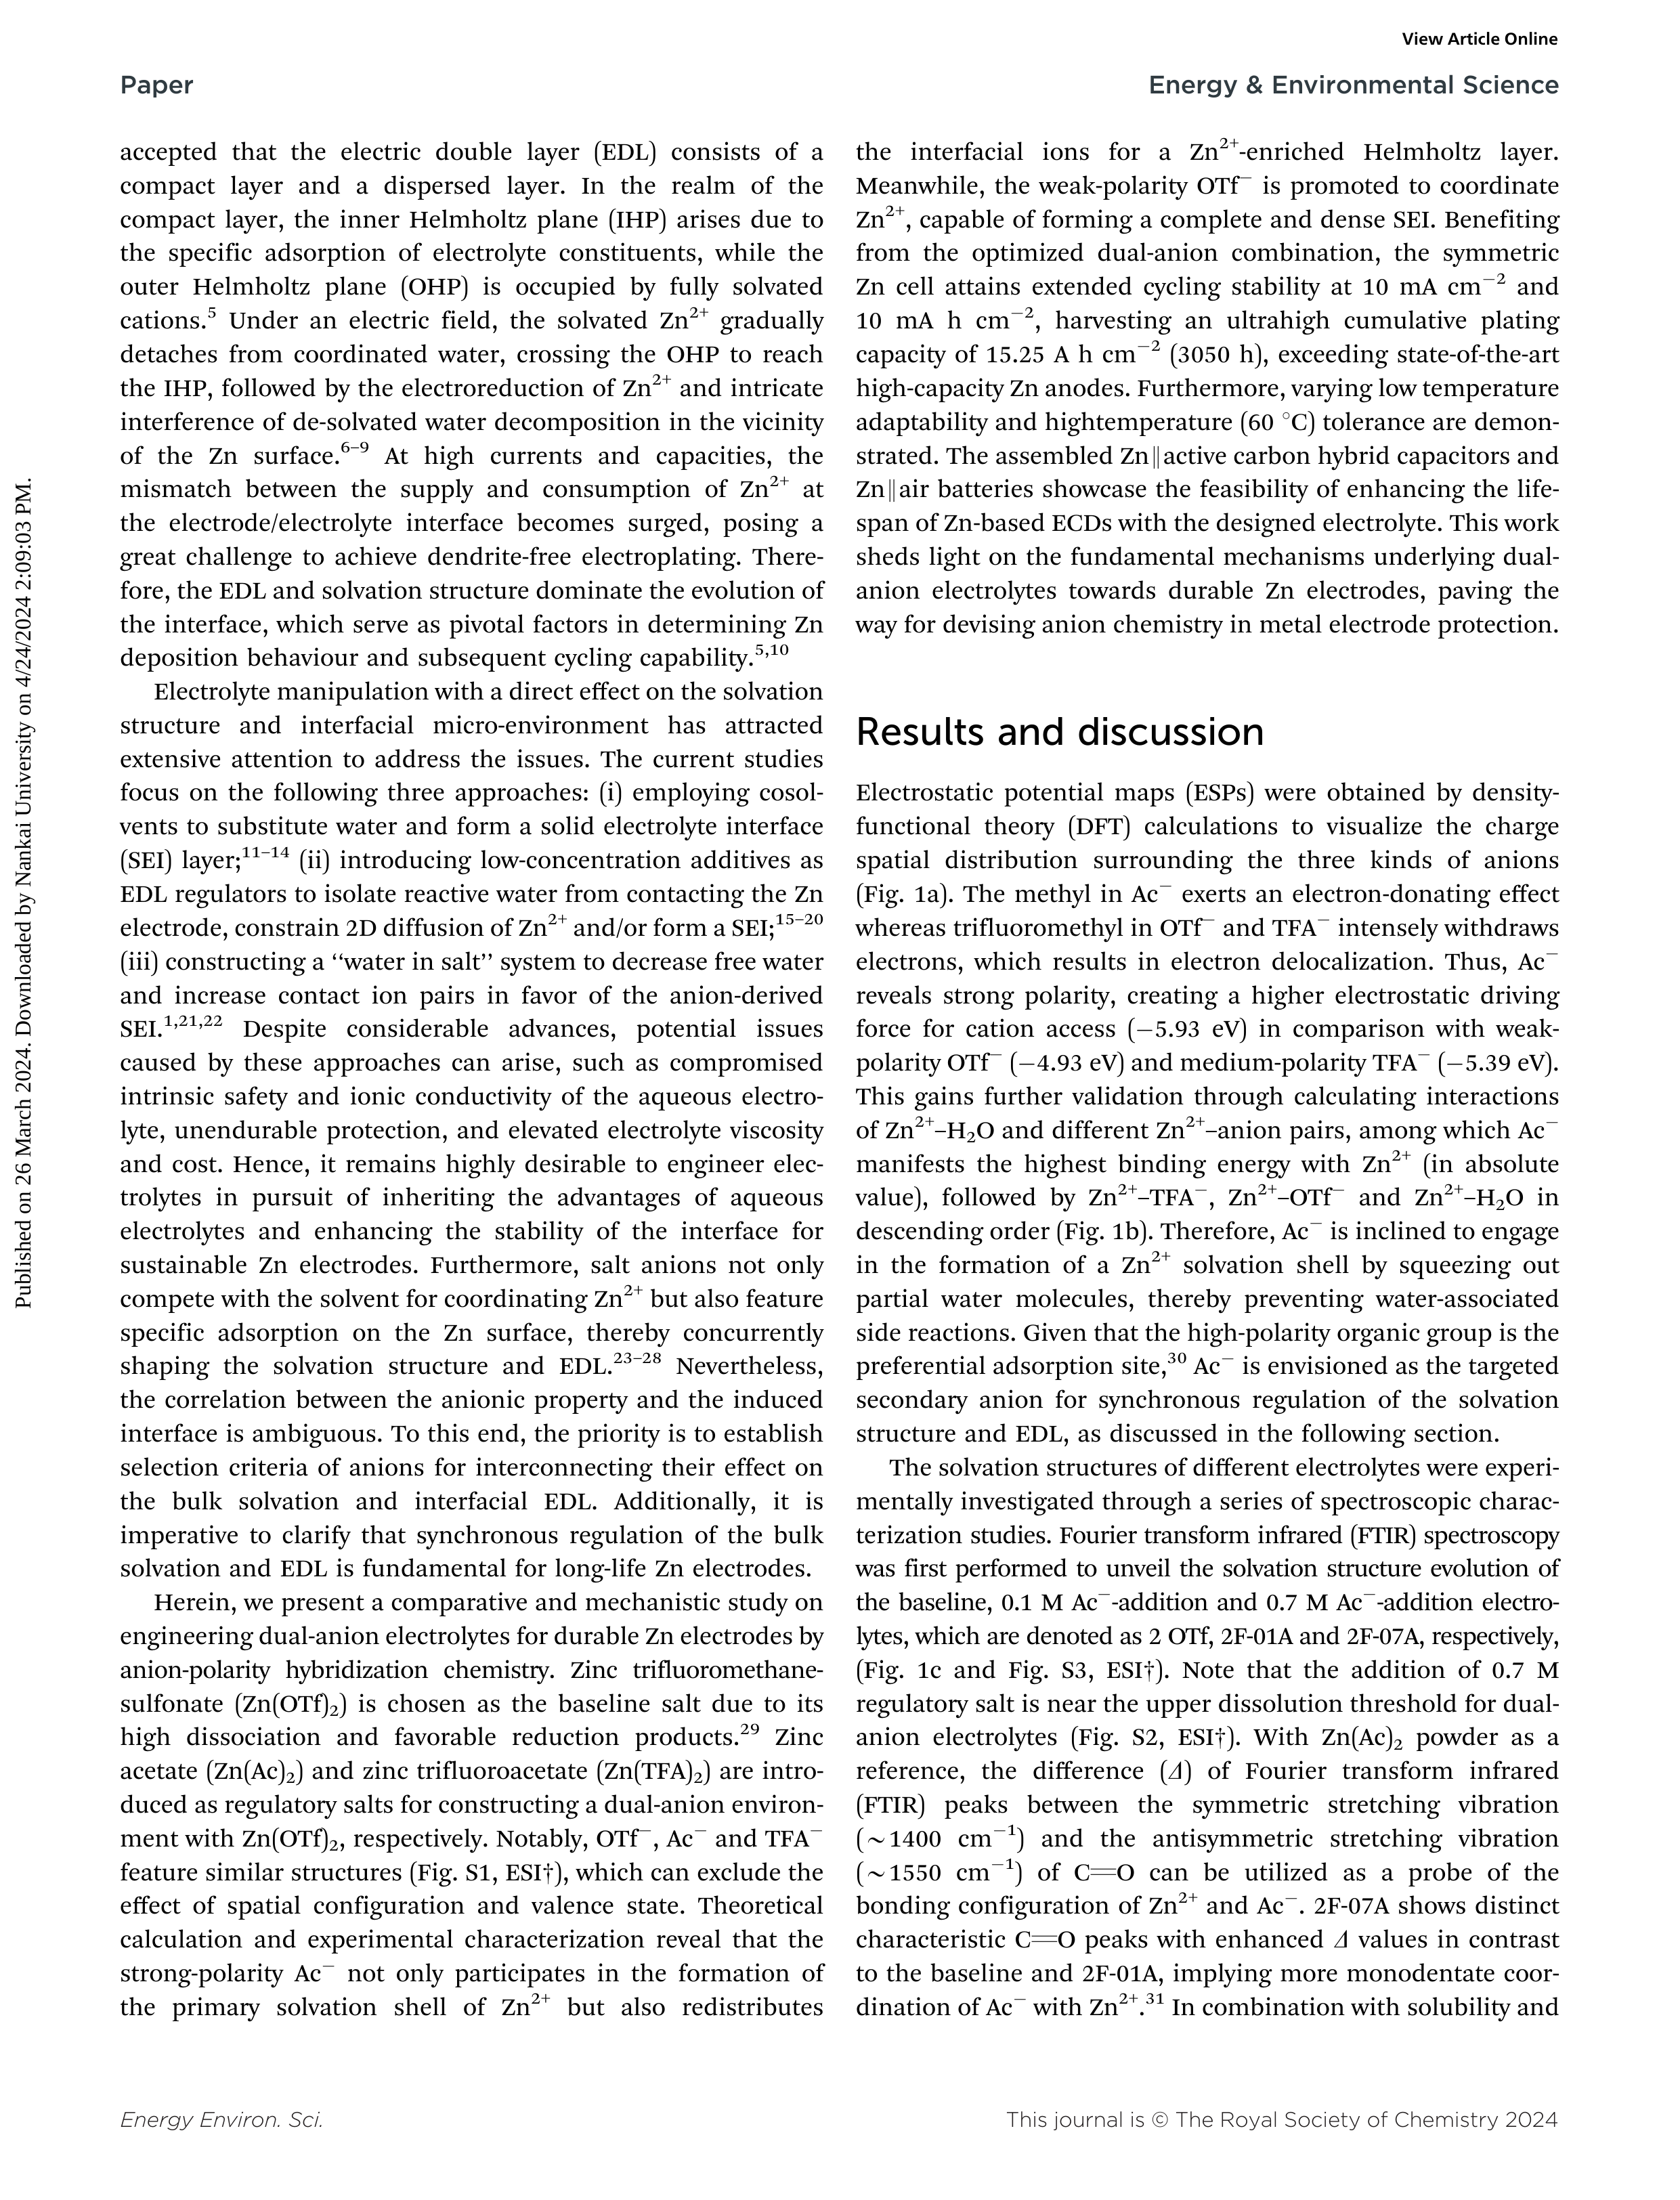 View Article Online
Paper
Energy & Environmental Science
accepted that the electric double layer (EDL) consists of a
compact layer and a dispersed layer. In the realm of the
compact layer, the inner Helmholtz plane (IHP) arises due to
the specific adsorption of electrolyte constituents, while the
outer Helmholtz plane (OHP) is occupied by fully solvated
cations.⁵ Under an electric field, the solvated Zn²⁺ gradually
detaches from coordinated water, crossing the OHP to reach
the IHP, followed by the electroreduction of Zn²⁺ and intricate
interference of de-solvated water decomposition in the vicinity
of the Zn surface.⁶⁻⁹ At high currents and capacities, the
mismatch between the supply and consumption of Zn²⁺ at
the electrode/electrolyte interface becomes surged, posing a
great challenge to achieve dendrite-free electroplating. There-
fore, the EDL and solvation structure dominate the evolution of
the interface, which serve as pivotal factors in determining Zn
deposition behaviour and subsequent cycling capability.⁵,¹⁰
Electrolyte manipulation with a direct effect on the solvation
structure and interfacial micro-environment has attracted
extensive attention to address the issues. The current studies
focus on the following three approaches: (i) employing cosol-
vents to substitute water and form a solid electrolyte interface
(SEI) layer;¹¹⁻¹⁴ (ii) introducing low-concentration additives as
EDL regulators to isolate reactive water from contacting the Zn
electrode, constrain 2D diffusion of Zn²⁺ and/or form a SEI;¹⁵⁻²⁰
(iii) constructing a ‘‘water in salt’’ system to decrease free water
and increase contact ion pairs in favor of the anion-derived
SEI.¹,²¹,²² Despite considerable advances, potential issues
caused by these approaches can arise, such as compromised
intrinsic safety and ionic conductivity of the aqueous electro-
lyte, unendurable protection, and elevated electrolyte viscosity
and cost. Hence, it remains highly desirable to engineer elec-
trolytes in pursuit of inheriting the advantages of aqueous
electrolytes and enhancing the stability of the interface for
sustainable Zn electrodes. Furthermore, salt anions not only
compete with the solvent for coordinating Zn²⁺ but also feature
specific adsorption on the Zn surface, thereby concurrently
shaping the solvation structure and EDL.²³⁻²⁸ Nevertheless,
the correlation between the anionic property and the induced
interface is ambiguous. To this end, the priority is to establish
selection criteria of anions for interconnecting their effect on
the bulk solvation and interfacial EDL. Additionally, it is
imperative to clarify that synchronous regulation of the bulk
solvation and EDL is fundamental for long-life Zn electrodes.
Herein, we present a comparative and mechanistic study on
engineering dual-anion electrolytes for durable Zn electrodes by
anion-polarity hybridization chemistry. Zinc trifluoromethane-
sulfonate (Zn(OTf)₂) is chosen as the baseline salt due to its
high dissociation and favorable reduction products.²⁹ Zinc
acetate (Zn(Ac)₂) and zinc trifluoroacetate (Zn(TFA)₂) are intro-
duced as regulatory salts for constructing a dual-anion environ-
ment with Zn(OTf)₂, respectively. Notably, OTf⁻, Ac⁻ and TFA⁻
feature similar structures (Fig. S1, ESI†), which can exclude the
effect of spatial configuration and valence state. Theoretical
calculation and experimental characterization reveal that the
strong-polarity Ac⁻ not only participates in the formation of
the primary solvation shell of Zn²⁺ but also redistributes
the interfacial ions for a Zn²⁺-enriched Helmholtz layer.
Meanwhile, the weak-polarity OTf⁻ is promoted to coordinate
Zn²⁺, capable of forming a complete and dense SEI. Benefiting
from the optimized dual-anion combination, the symmetric
Zn cell attains extended cycling stability at 10 mA cm⁻² and
10 mA h cm⁻², harvesting an ultrahigh cumulative plating
capacity of 15.25 A h cm⁻² (3050 h), exceeding state-of-the-art
high-capacity Zn anodes. Furthermore, varying low temperature
adaptability and hightemperature (60 °C) tolerance are demon-
strated. The assembled Zn‖active carbon hybrid capacitors and
Zn‖air batteries showcase the feasibility of enhancing the life-
span of Zn-based ECDs with the designed electrolyte. This work
sheds light on the fundamental mechanisms underlying dual-
anion electrolytes towards durable Zn electrodes, paving the
way for devising anion chemistry in metal electrode protection.
Results and discussion
Electrostatic potential maps (ESPs) were obtained by density-
functional theory (DFT) calculations to visualize the charge
spatial distribution surrounding the three kinds of anions
(Fig. 1a). The methyl in Ac⁻ exerts an electron-donating effect
whereas trifluoromethyl in OTf⁻ and TFA⁻ intensely withdraws
electrons, which results in electron delocalization. Thus, Ac⁻
reveals strong polarity, creating a higher electrostatic driving
force for cation access (−5.93 eV) in comparison with weak-
polarity OTf⁻ (−4.93 eV) and medium-polarity TFA⁻ (−5.39 eV).
This gains further validation through calculating interactions
of Zn²⁺–H₂O and different Zn²⁺–anion pairs, among which Ac⁻
manifests the highest binding energy with Zn²⁺ (in absolute
value), followed by Zn²⁺–TFA⁻, Zn²⁺–OTf⁻ and Zn²⁺–H₂O in
descending order (Fig. 1b). Therefore, Ac⁻ is inclined to engage
in the formation of a Zn²⁺ solvation shell by squeezing out
partial water molecules, thereby preventing water-associated
side reactions. Given that the high-polarity organic group is the
preferential adsorption site,³⁰ Ac⁻ is envisioned as the targeted
secondary anion for synchronous regulation of the solvation
structure and EDL, as discussed in the following section.
The solvation structures of different electrolytes were experi-
mentally investigated through a series of spectroscopic charac-
terization studies. Fourier transform infrared (FTIR) spectroscopy
was first performed to unveil the solvation structure evolution of
the baseline, 0.1 M Ac⁻-addition and 0.7 M Ac⁻-addition electro-
lytes, which are denoted as 2 OTf, 2F-01A and 2F-07A, respectively,
(Fig. 1c and Fig. S3, ESI†). Note that the addition of 0.7 M
regulatory salt is near the upper dissolution threshold for dual-
anion electrolytes (Fig. S2, ESI†). With Zn(Ac)₂ powder as a
reference, the difference (Δ) of Fourier transform infrared
(FTIR) peaks between the symmetric stretching vibration
(~1400 cm⁻¹) and the antisymmetric stretching vibration
(~1550 cm⁻¹) of C═O can be utilized as a probe of the
bonding configuration of Zn²⁺ and Ac⁻. 2F-07A shows distinct
characteristic C═O peaks with enhanced Δ values in contrast
to the baseline and 2F-01A, implying more monodentate coor-
dination of Ac⁻ with Zn²⁺.³¹ In combination with solubility and
Published on 26 March 2024. Downloaded by Nankai University on 4/24/2024 2:09:03 PM.
Energy Environ. Sci.
This journal is © The Royal Society of Chemistry 2024